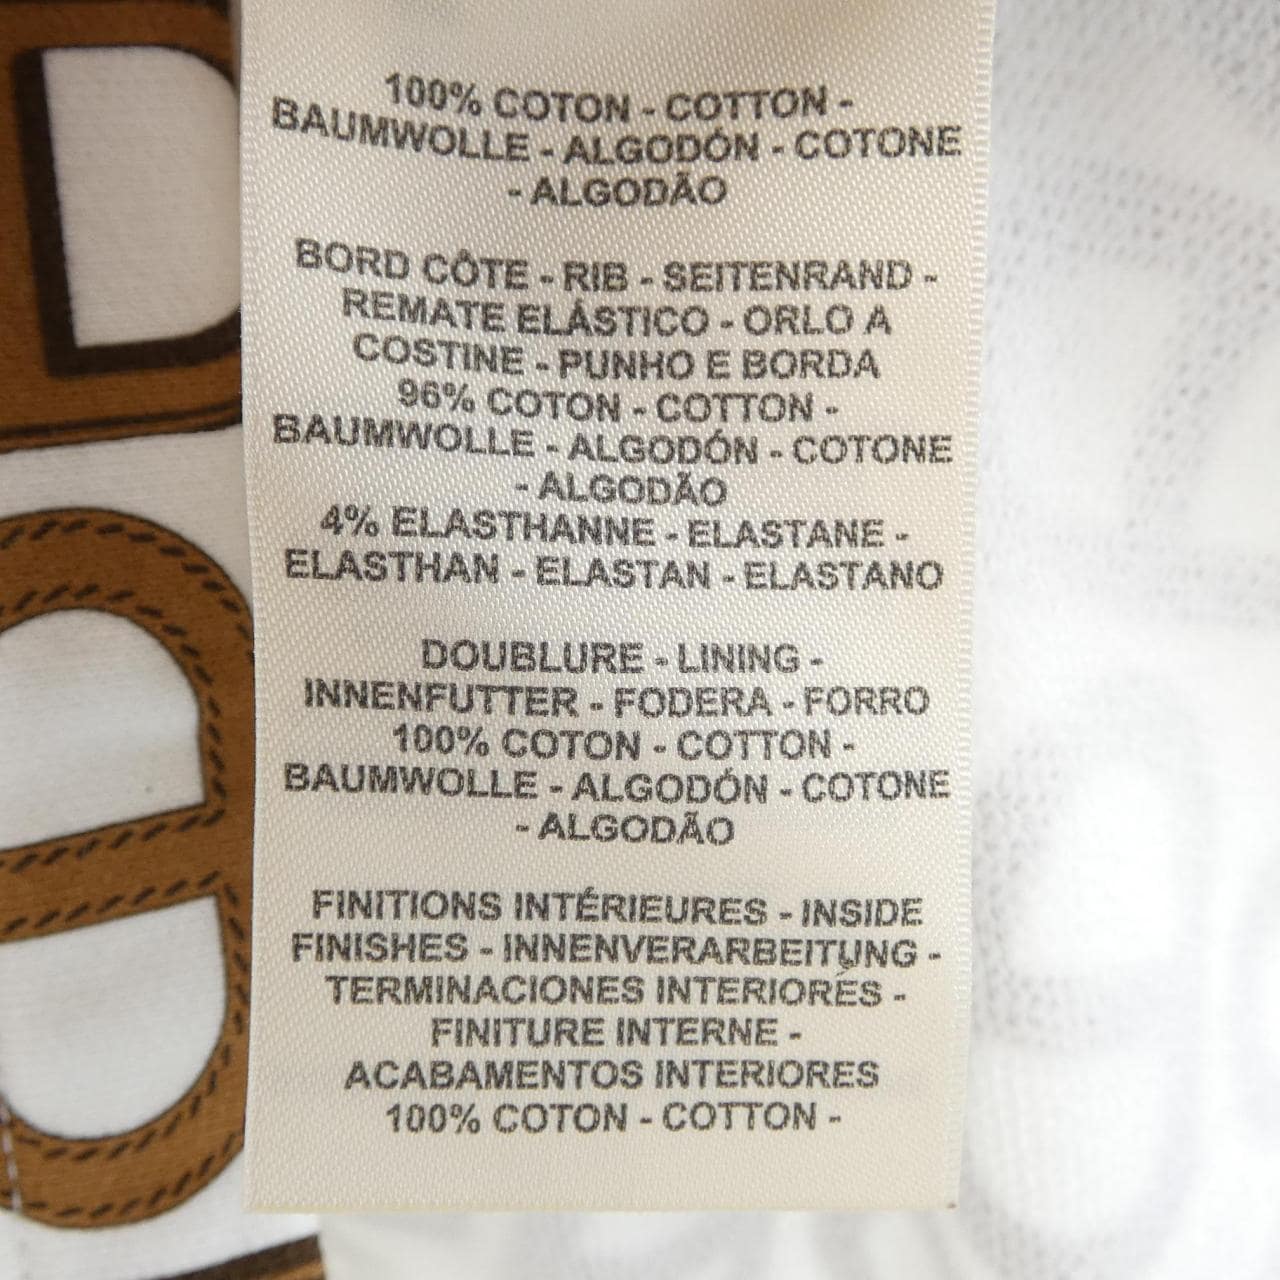 100% COTON - COTTON -
BAUMWOLLE - ALGODÓN - COTONE
- ALGODÃO
BORD CÔTE - RIB - SEITENRAND -
REMATE ELÁSTICO - ORLO A
COSTINE - PUNHO E BORDA
96% COTON - COTTON -
BAUMWOLLE - ALGODÓN - COTONE
- ALGODÃO
4% ELASTHANNE - ELASTANE -
ELASTHAN - ELASTAN - ELASTANO
DOUBLURE - LINING -
INNENFUTTER - FODERA - FORRO
100% COTON - COTTON -
BAUMWOLLE - ALGODÓN - COTONE
- ALGODÃO
FINITIONS INTÉRIEURES - INSIDE
FINISHES - INNENVERARBEITUNG -
TERMINACIONES INTERIORES -
FINITURE INTERNE -
ACABAMENTOS INTERIORES
100% COTON - COTTON -